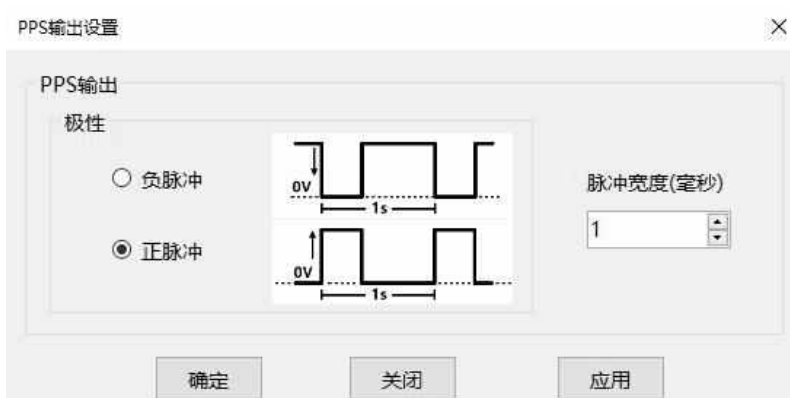 PPS输出设置
PPS输出
极性
负脉冲
0V
1s
脉冲宽度(毫秒)
1
正脉冲
0V
1s
确定 关闭 应用